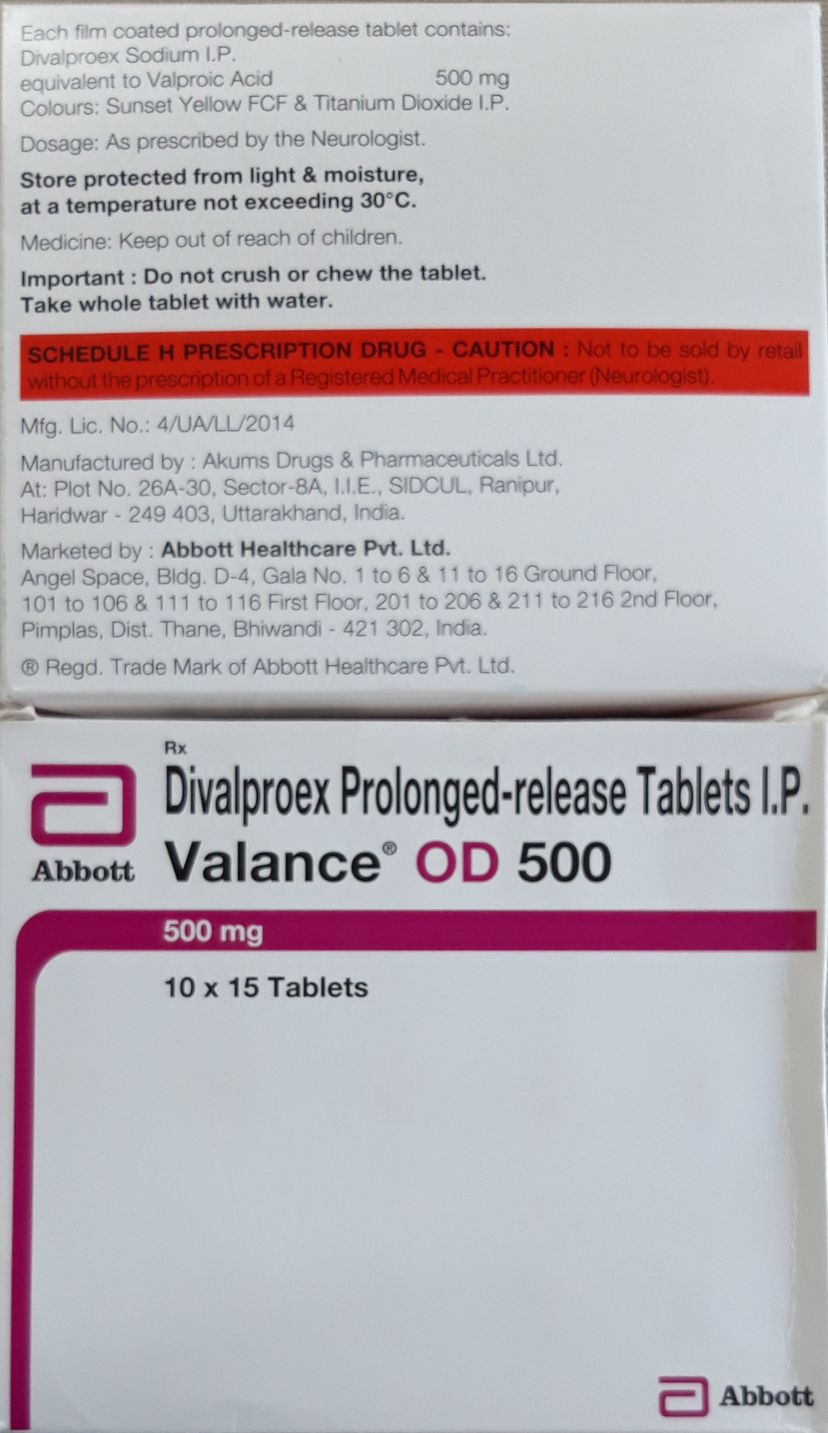 Each film coated prolonged-release tablet contains:
Divalproex Sodium I.P.
equivalent to Valproic Acid 500 mg
Colours: Sunset Yellow FCF & Titanium Dioxide I.P.
Dosage: As prescribed by the Neurologist.
Store protected from light & moisture,
at a temperature not exceeding 30°C.
Medicine: Keep out of reach of children.
Important : Do not crush or chew the tablet.
Take whole tablet with water.
SCHEDULE H PRESCRIPTION DRUG - CAUTION : Not to be sold by retail
without the prescription of a Registered Medical Practitioner (Neurologist).
Mfg. Lic. No.: 4/UA/LL/2014
Manufactured by : Akums Drugs & Pharmaceuticals Ltd.
At: Plot No. 26A-30, Sector-8A, I.I.E., SIDCUL, Ranipur,
Haridwar - 249 403, Uttarakhand, India.
Marketed by : Abbott Healthcare Pvt. Ltd.
Angel Space, Bldg. D-4, Gala No. 1 to 6 & 11 to 16 Ground Floor,
101 to 106 & 111 to 116 First Floor, 201 to 206 & 211 to 216 2nd Floor,
Pimplas, Dist. Thane, Bhiwandi - 421 302, India.
® Regd. Trade Mark of Abbott Healthcare Pvt. Ltd.
Rx
Divalproex Prolonged-release Tablets I.P.
Abbott
Valance® OD 500
500 mg
10 x 15 Tablets
Abbott